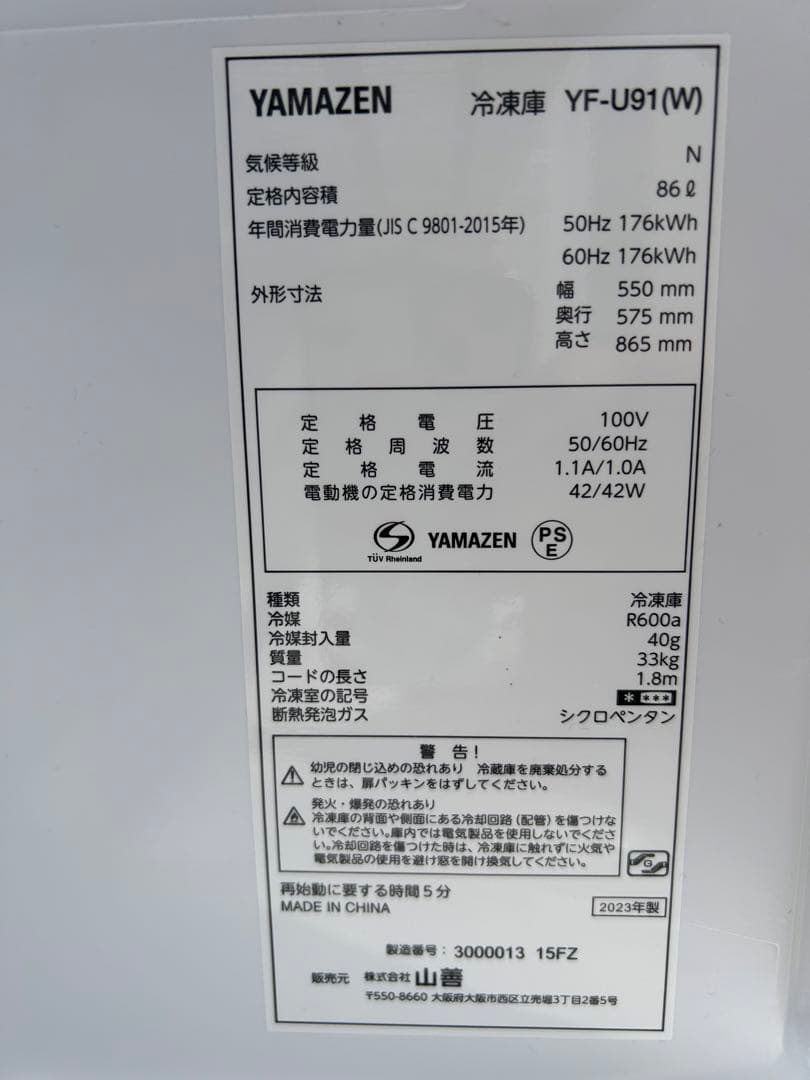 YAMAZEN 冷凍庫 YF-U91(W)
気候等級 N
定格内容積 86ℓ
年間消費電力量(JIS C 9801-2015年) 50Hz 176kWh
60Hz 176kWh
外形寸法 幅 550 mm
奥行 575 mm
高さ 865 mm
定格電圧 100V
定格周波数 50/60Hz
定格電流 1.1A/1.0A
電動機の定格消費電力 42/42W
S
TÜV Rheinland
YAMAZEN
PS
E
種類 冷凍庫
冷媒 R600a
冷媒封入量 40g
質量 33kg
コードの長さ 1.8m
冷凍室の記号 * ***
断熱発泡ガス シクロペンタン
警 告!
幼児の閉じ込めの恐れあり 冷蔵庫を廃棄処分する
ときは、扉パッキンをはずしてください。
発火・爆発の恐れあり
冷凍庫の背面や側面にある冷却回路(配管)を傷つけな
いでください。庫内では電気製品を使用しないでくださ
い。冷却回路を傷つけた時は、冷凍庫に触れずに火気や
電気製品の使用を避け窓を開け換気してください。
G
再始動に要する時間5分
MADE IN CHINA 2023年製
製造番号: 3000013 15FZ
販売元 株式会社 山善
〒550-8660 大阪府大阪市西区立売堀3丁目2番5号